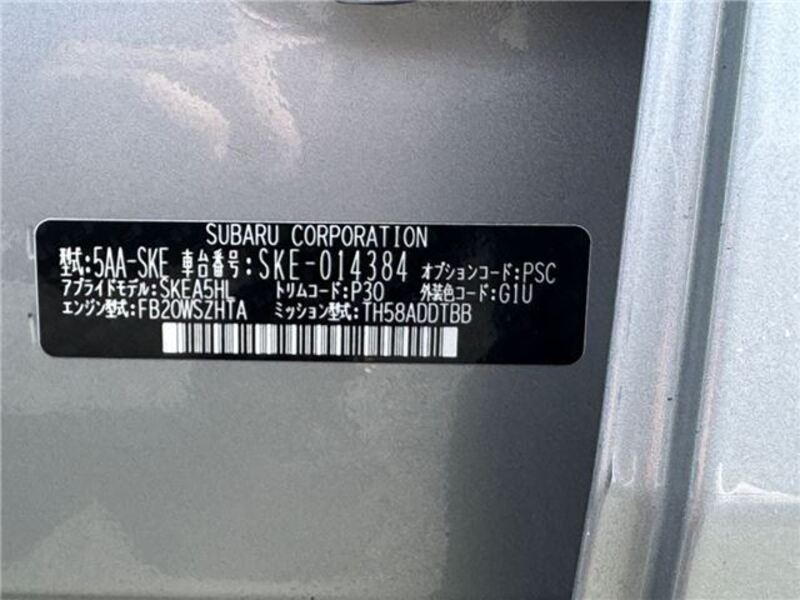 SUBARU CORPORATION
型式:5AA-SKE 車台番号:SKE-014384 オプションコード:PSC
アプライドモデル:SKEA5HL トリムコード:P30 外装色コード:G1U
エンジン型式:FB20WSZHTA ミッション型式:TH58ADDTBB